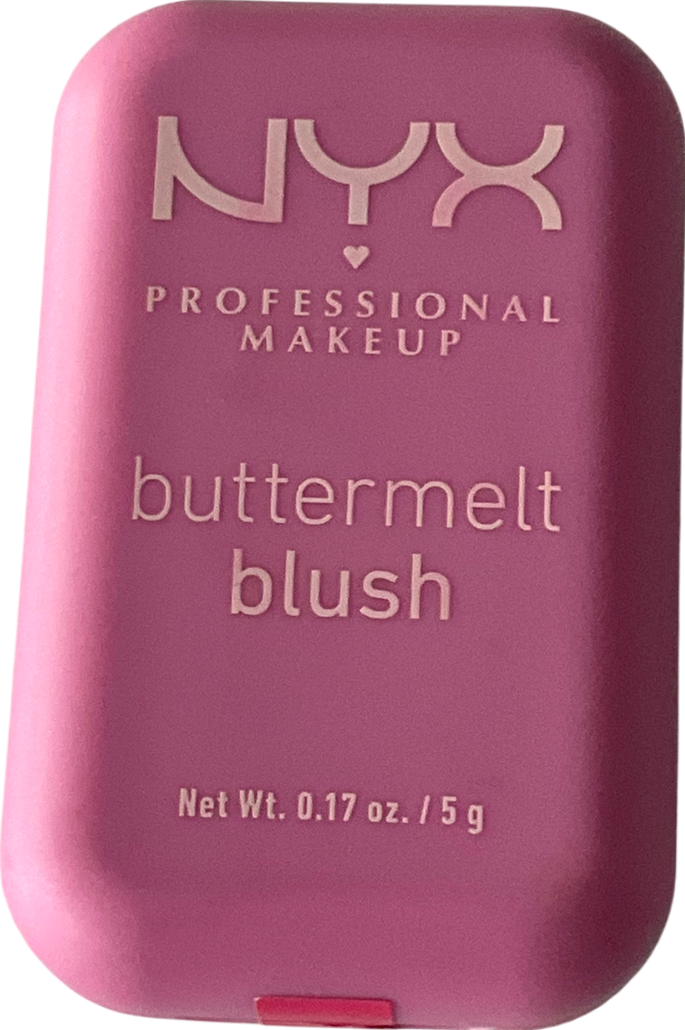 NYX
PROFESSIONAL
MAKEUP
buttermelt
blush
Net Wt. 0.17 oz. / 5 g